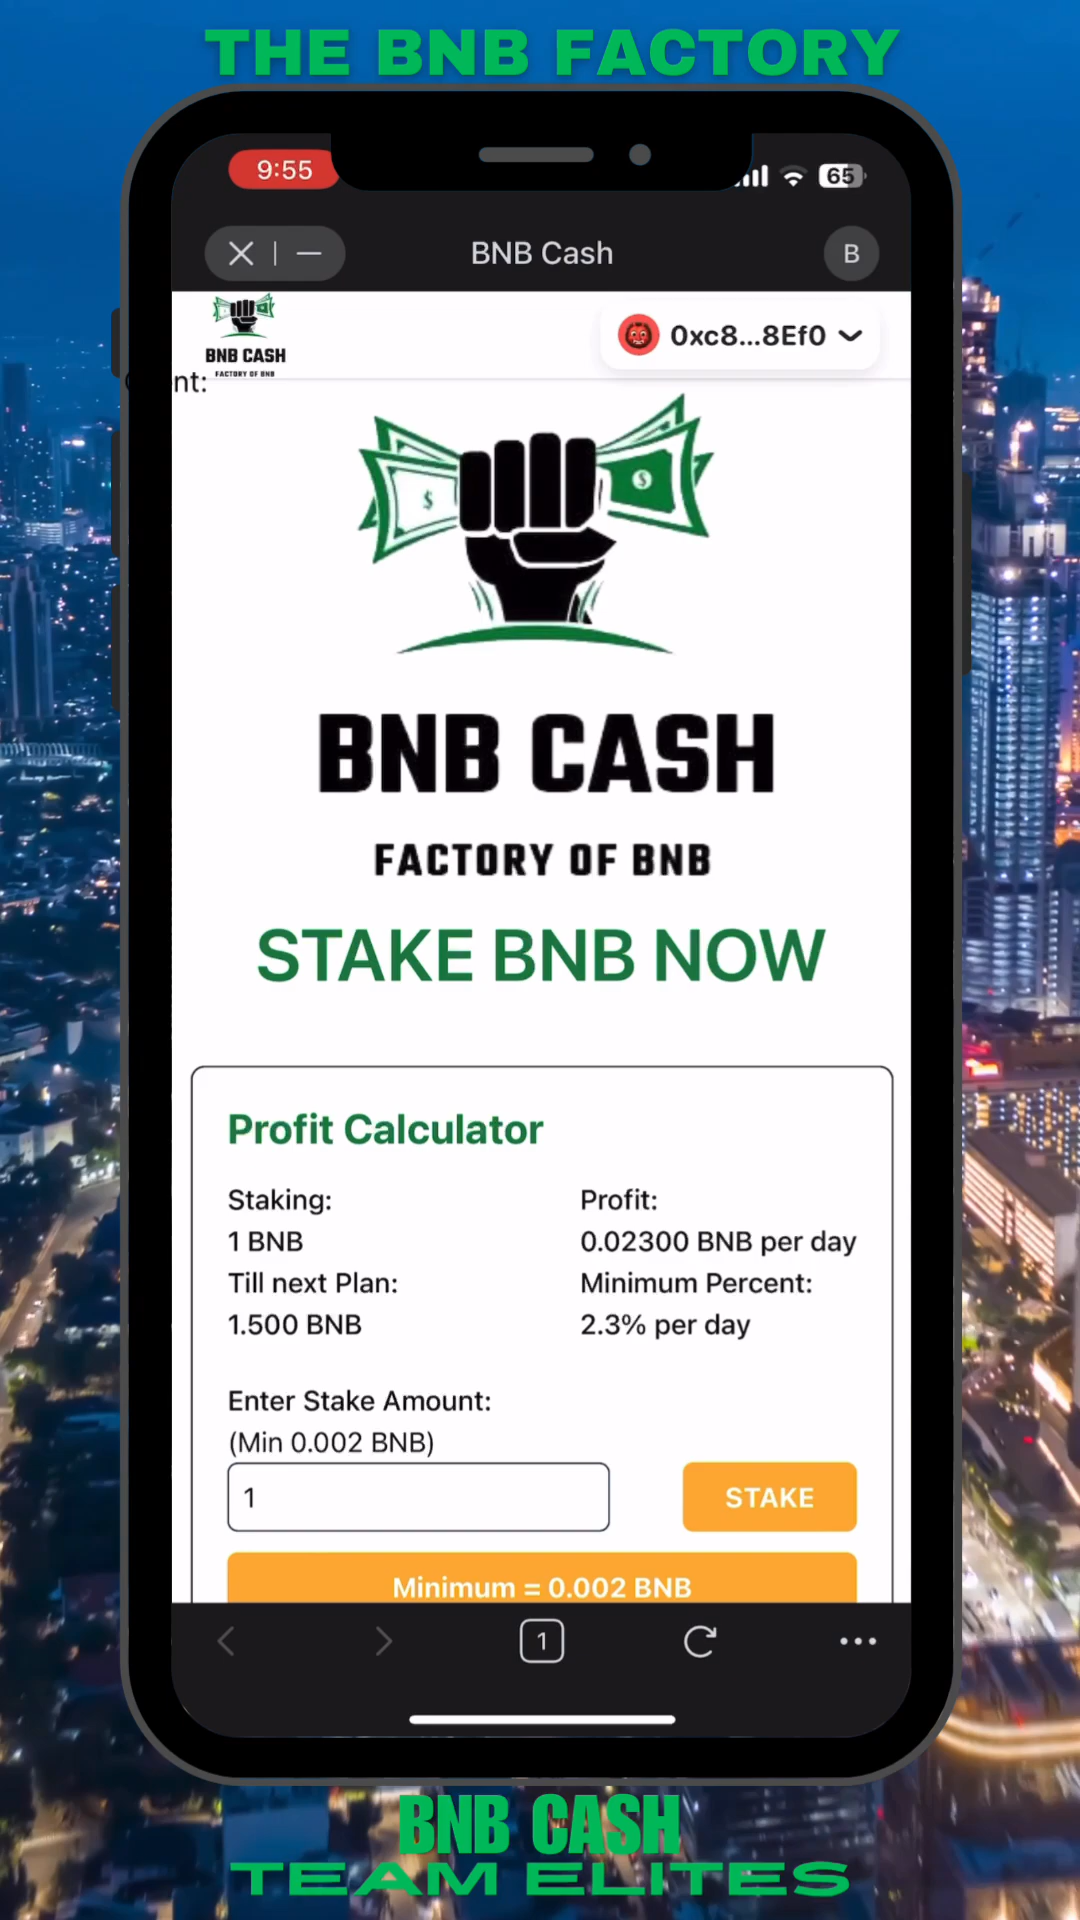 THE BNB FACTORY
9:55
65
BNB Cash
B
BNB CASH
FACTORY OF BNB
0xc8...8Ef0
nt:
$ $
BNB CASH
FACTORY OF BNB
STAKE BNB NOW
Profit Calculator
Staking:
1 BNB
Till next Plan:
1.500 BNB
Profit:
0.02300 BNB per day
Minimum Percent:
2.3% per day
Enter Stake Amount:
(Min 0.002 BNB)
1
STAKE
Minimum = 0.002 BNB
1
BNB CASH
TEAM ELITES